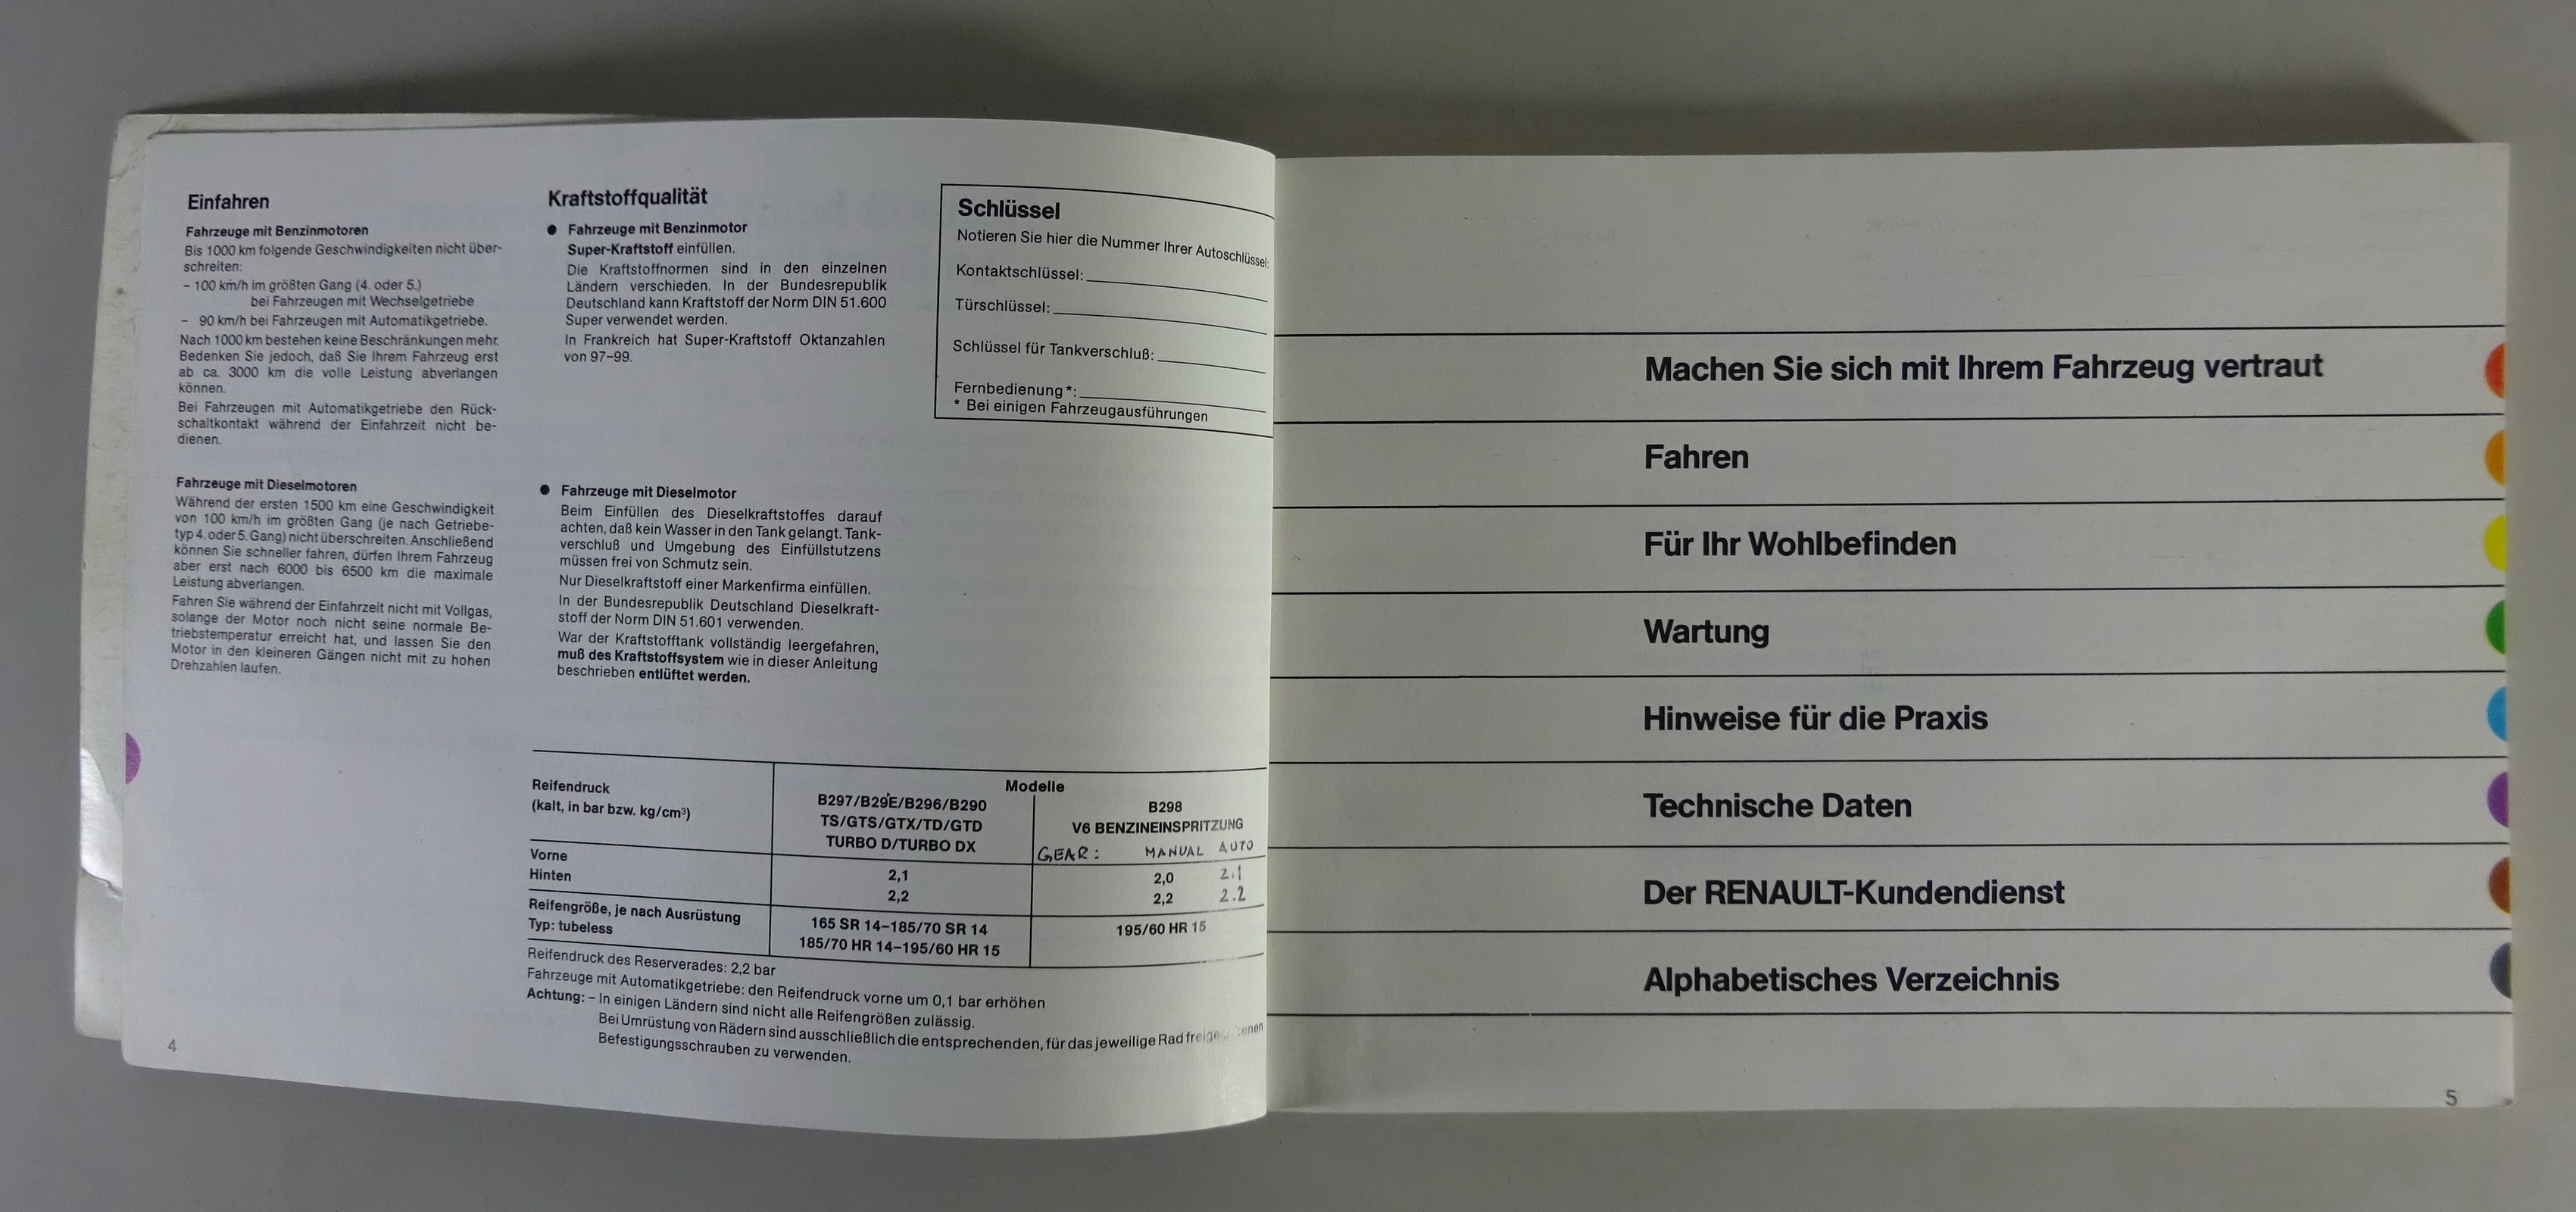 Einfahren
Fahrzeuge mit Benzinmotoren
Bis 1000 km folgende Geschwindigkeiten nicht über-
schreiten:
– 100 km/h im größten Gang (4. oder 5.)
bei Fahrzeugen mit Wechselgetriebe
– 90 km/h bei Fahrzeugen mit Automatikgetriebe.
Nach 1000 km bestehen keine Beschränkungen mehr.
Bedenken Sie jedoch, daß Sie Ihrem Fahrzeug erst
ab ca. 3000 km die volle Leistung abverlangen
können.
Bei Fahrzeugen mit Automatikgetriebe den Rück-
schaltkontakt während der Einfahrzeit nicht be-
dienen.
Fahrzeuge mit Dieselmotoren
Während der ersten 1500 km eine Geschwindigkeit
von 100 km/h im größten Gang (je nach Getriebe-
typ 4. oder 5. Gang) nicht überschreiten. Anschließend
können Sie schneller fahren, dürfen Ihrem Fahrzeug
aber erst nach 6000 bis 6500 km die maximale
Leistung abverlangen.
Fahren Sie während der Einfahrzeit nicht mit Vollgas,
solange der Motor noch nicht seine normale Be-
triebstemperatur erreicht hat, und lassen Sie den
Motor in den kleineren Gängen nicht mit zu hohen
Drehzahlen laufen.
Kraftstoffqualität
● Fahrzeuge mit Benzinmotor
Super-Kraftstoff einfüllen.
Die Kraftstoffnormen sind in den einzelnen
Ländern verschieden. In der Bundesrepublik
Deutschland kann Kraftstoff der Norm DIN 51.600
Super verwendet werden.
In Frankreich hat Super-Kraftstoff Oktanzahlen
von 97–99.
● Fahrzeuge mit Dieselmotor
Beim Einfüllen des Dieselkraftstoffes darauf
achten, daß kein Wasser in den Tank gelangt. Tank-
verschluß und Umgebung des Einfüllstutzens
müssen frei von Schmutz sein.
Nur Dieselkraftstoff einer Markenfirma einfüllen.
In der Bundesrepublik Deutschland Dieselkraft-
stoff der Norm DIN 51.601 verwenden.
War der Kraftstofftank vollständig leergefahren,
muß des Kraftstoffsystem wie in dieser Anleitung
beschrieben entlüftet werden.
Schlüssel
Notieren Sie hier die Nummer Ihrer Autoschlüssel:
Kontaktschlüssel:
Türschlüssel:
Schlüssel für Tankverschluß:
Fernbedienung*:
* Bei einigen Fahrzeugausführungen
Reifendruck
(kalt, in bar bzw. kg/cm³)
Modelle
B297/B29E/B296/B290
TS/GTS/GTX/TD/GTD
TURBO D/TURBO DX
B298
V6 BENZINEINSPRITZUNG
GEAR: MANUAL AUTO
Vorne 2,1 2,0 2.1
Hinten 2,2 2,2 2.2
Reifengröße, je nach Ausrüstung
Typ: tubeless
165 SR 14–185/70 SR 14
185/70 HR 14–195/60 HR 15
195/60 HR 15
Reifendruck des Reserverades: 2,2 bar
Fahrzeuge mit Automatikgetriebe: den Reifendruck vorne um 0,1 bar erhöhen
Achtung: – In einigen Ländern sind nicht alle Reifengrößen zulässig.
Bei Umrüstung von Rädern sind ausschließlich die entsprechenden, für das jeweilige Rad
Befestigungsschrauben zu verwenden.
4
Machen Sie sich mit Ihrem Fahrzeug vertraut
Fahren
Für Ihr Wohlbefinden
Wartung
Hinweise für die Praxis
Technische Daten
Der RENAULT-Kundendienst
Alphabetisches Verzeichnis
5